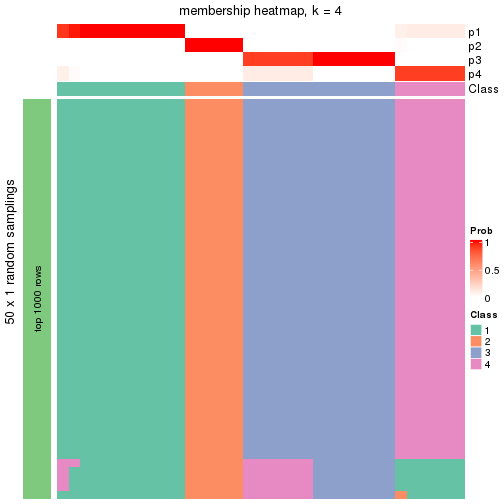 membership heatmap, k = 4
p1
p2
p3
p4
Class
50 x 1 random samplings
top 1000 rows
Prob
1
0.5
0
Class
1
2
3
4